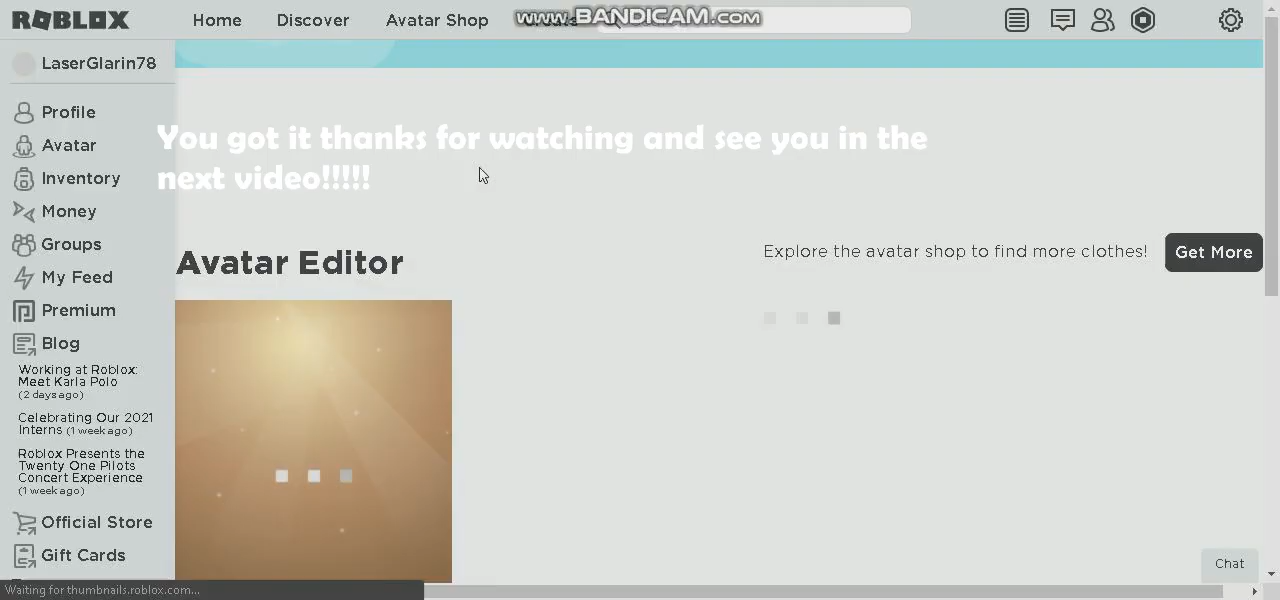 ROBLOX
Home
Discover
Avatar Shop
www.BANDICAM.com
LaserGlarin78
Profile
Avatar
Inventory
Money
Groups
My Feed
Premium
Blog
Working at Roblox:
Meet Karla Polo
(2 days ago)
Celebrating Our 2021
Interns (1 week ago)
Roblox Presents the
Twenty One Pilots
Concert Experience
(1 week ago)
Official Store
Gift Cards
You got it thanks for watching and see you in the
next video!!!!!
Avatar Editor
Explore the avatar shop to find more clothes!
Get More
Chat
Waiting for thumbnails.roblox.com...